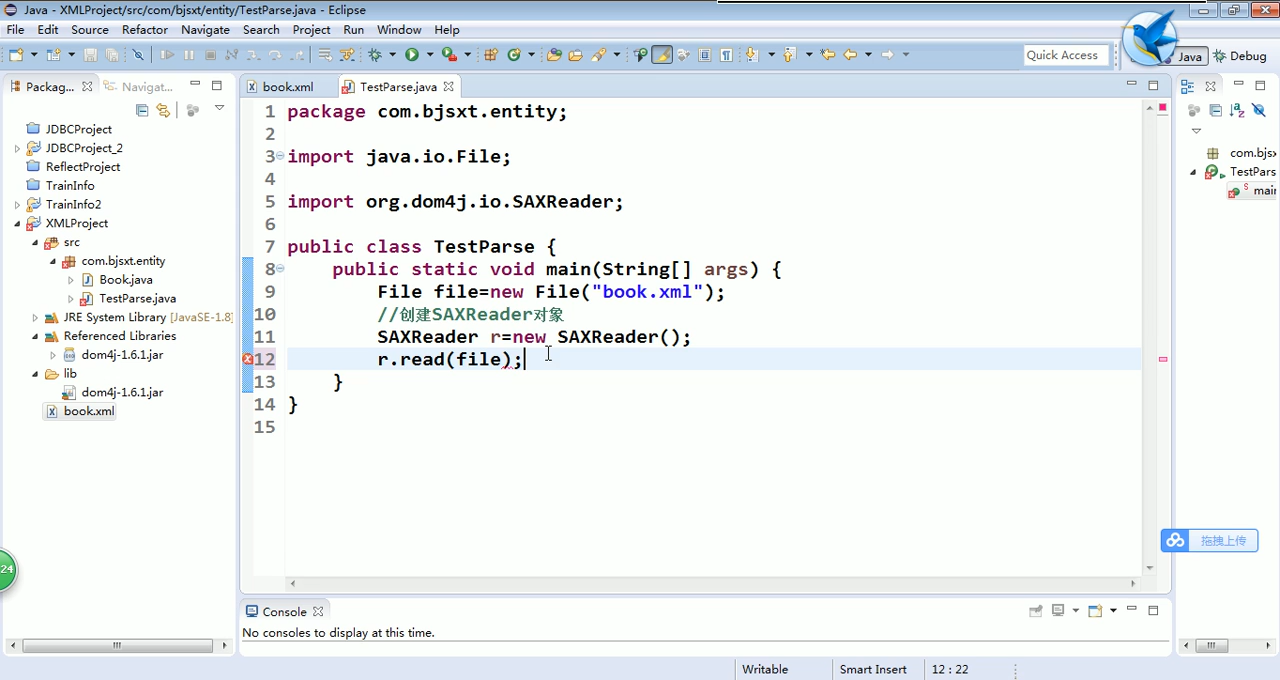 Java - XMLProject/src/com/bjsxt/entity/TestParse.java - Eclipse
File Edit Source Refactor Navigate Search Project Run Window Help
Quick Access Java Debug
Packag... Navigat... book.xml TestParse.java
JDBCProject
JDBCProject_2
ReflectProject
TrainInfo
TrainInfo2
XMLProject
src
com.bjsxt.entity
Book.java
TestParse.java
JRE System Library [JavaSE-1.8]
Referenced Libraries
dom4j-1.6.1.jar
lib
dom4j-1.6.1.jar
book.xml
24
1 package com.bjsxt.entity;
2
3 import java.io.File;
4
5 import org.dom4j.io.SAXReader;
6
7 public class TestParse {
8 public static void main(String[] args) {
9 File file=new File("book.xml");
10 //创建SAXReader对象
11 SAXReader r=new SAXReader();
12 r.read(file);
13 }
14 }
15
com.bjs
TestPars
S
mai
拖拽上传
Console
No consoles to display at this time.
Writable Smart Insert 12 : 22